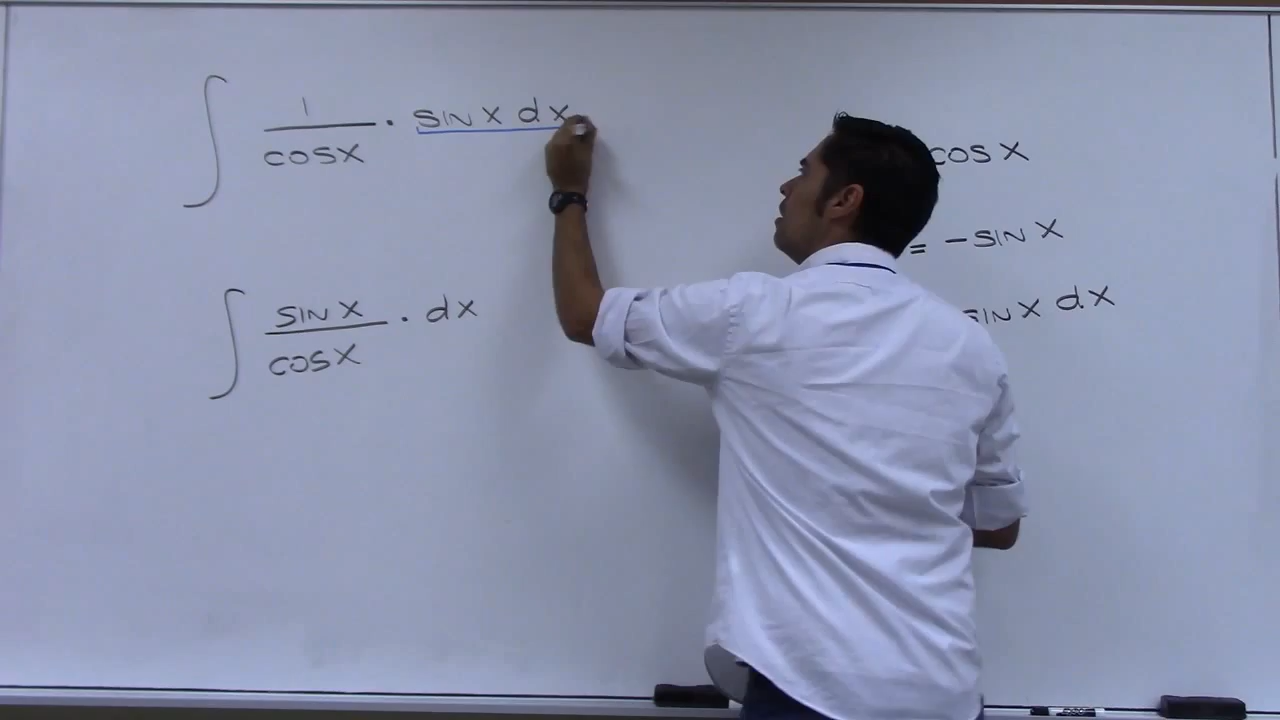 ∫ 1/COSX · SIN X dX
∫ SIN X/COSX · dX
COS X
= -SIN X
SIN X dX